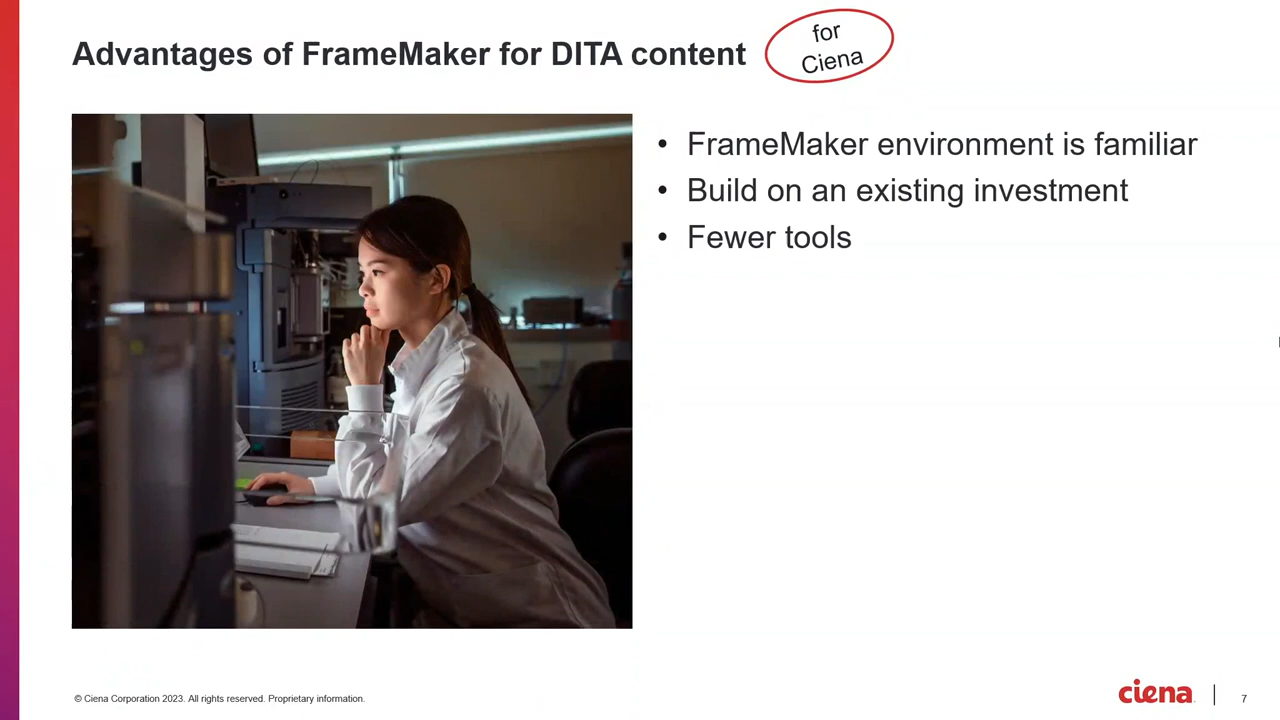 Advantages of FrameMaker for DITA content
for
Ciena
• FrameMaker environment is familiar
• Build on an existing investment
• Fewer tools
© Ciena Corporation 2023. All rights reserved. Proprietary information.
ciena
7